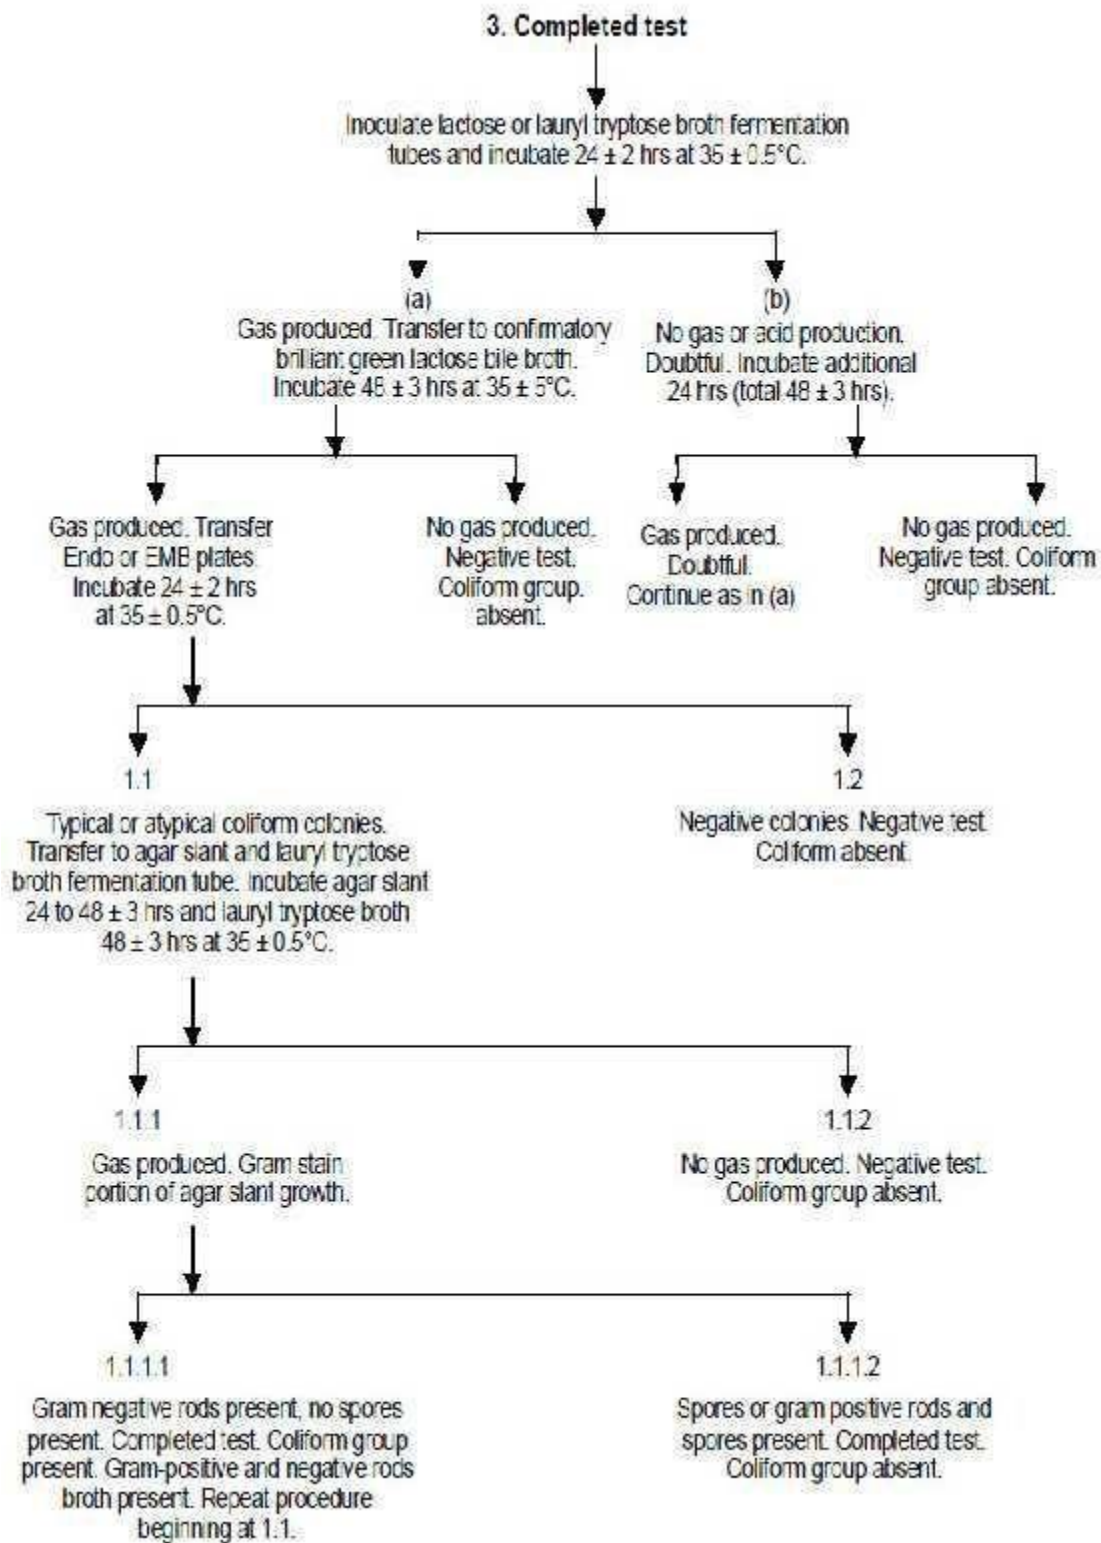 3. Completed test
Inoculate lactose or lauryl tryptose broth fermentation
tubes and incubate 24 ± 2 hrs at 35 ± 0.5°C.
(a)
Gas produced. Transfer to confirmatory
brilliant green lactose bile broth.
Incubate 48 ± 3 hrs at 35 ± 5°C.
(b)
No gas or acid production.
Doubtful. Incubate additional
24 hrs (total 48 ± 3 hrs).
Gas produced. Transfer
Endo or EMB plates.
Incubate 24 ± 2 hrs
at 35 ± 0.5°C.
No gas produced.
Negative test.
Coliform group.
absent.
Gas produced.
Doubtful.
Continue as in (a)
No gas produced.
Negative test. Coliform
group absent.
1.1
Typical or atypical coliform colonies.
Transfer to agar slant and lauryl tryptose
broth fermentation tube. Incubate agar slant
24 to 48 ± 3 hrs and lauryl tryptose broth
48 ± 3 hrs at 35 ± 0.5°C.
1.2
Negative colonies. Negative test.
Coliform absent.
1.1.1
Gas produced. Gram stain
portion of agar slant growth.
1.1.2
No gas produced. Negative test.
Coliform group absent.
1.1.1.1
Gram negative rods present, no spores
present. Completed test. Coliform group
present. Gram-positive and negative rods
broth present. Repeat procedure
beginning at 1.1.
1.1.1.2
Spores or gram positive rods and
spores present. Completed test.
Coliform group absent.